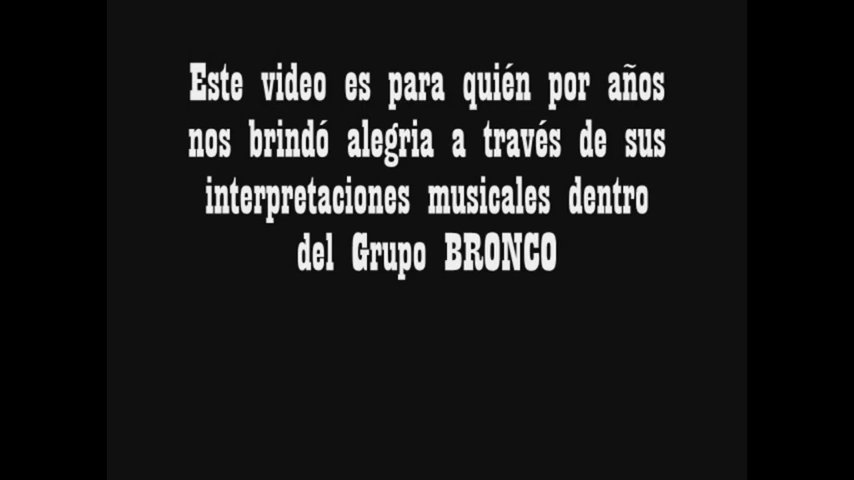 Este video es para quién por años
nos brindó alegria a través de sus
interpretaciones musicales dentro
del Grupo BRONCO